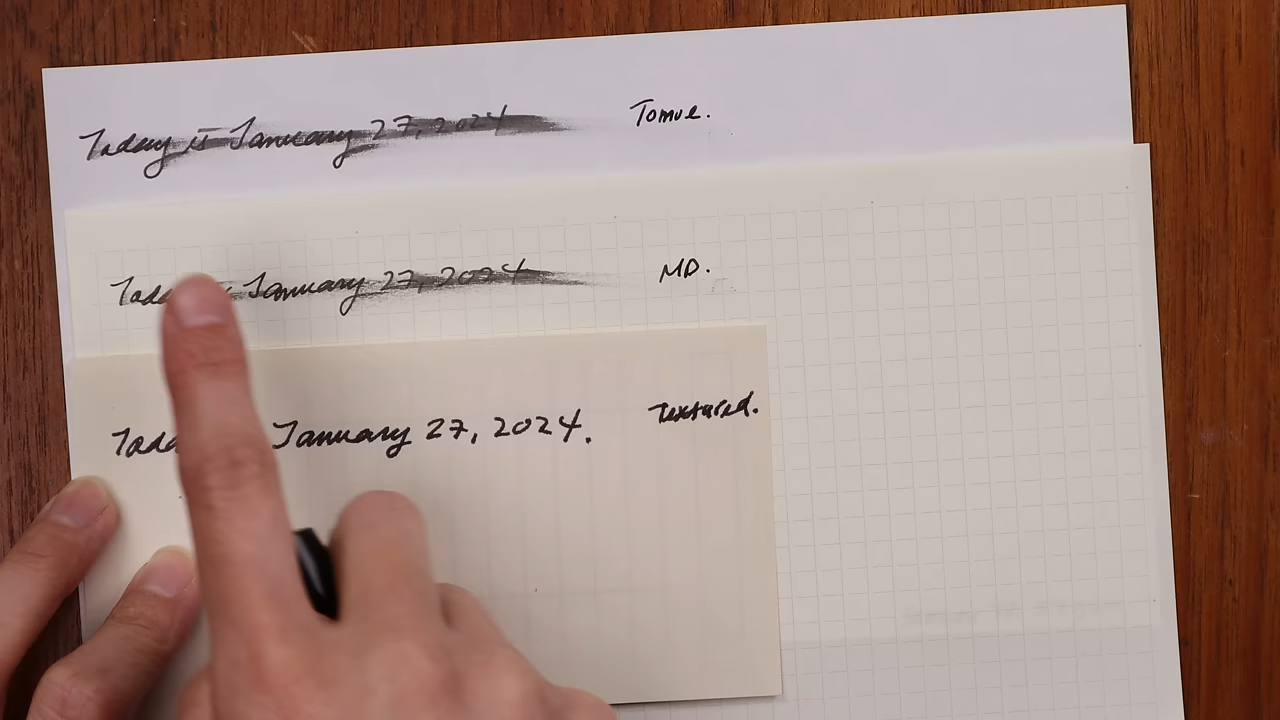 Today is January 27, 2024 Tomoe.
January 27, 2024 MD.
January 27, 2024. Textured.